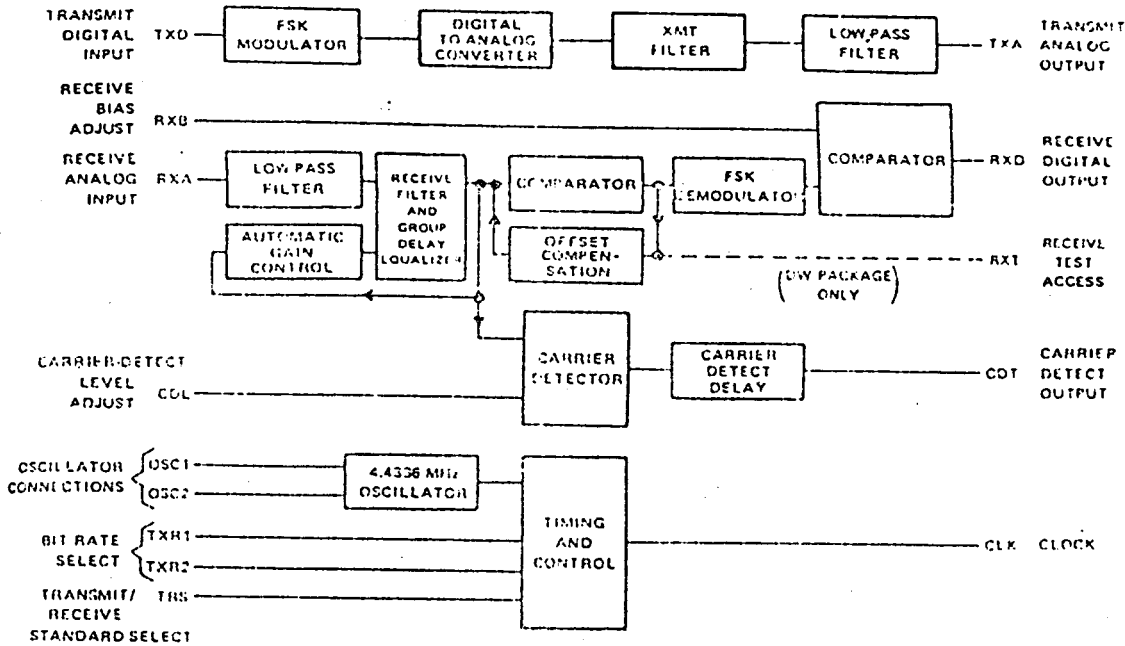 TRANSMIT
DIGITAL
INPUT
TXD
FSK
MODULATOR
DIGITAL
TO ANALOG
CONVERTER
XMT
FILTER
LOW PASS
FILTER
TXA
TRANSMIT
ANALOG
OUTPUT
RECEIVE
BIAS
ADJUST
RXB
COMPARATOR
RXD
RECEIVE
DIGITAL
OUTPUT
RECEIVE
ANALOG
INPUT
RXA
LOW PASS
FILTER
RECEIVE
FILTER
AND
GROUP
DELAY
EQUALIZER
COMPARATOR
FSK
DEMODULATOR
AUTOMATIC
GAIN
CONTROL
OFFSET
COMPEN-
SATION
RXT
RECEIVE
TEST
ACCESS
(DW PACKAGE
ONLY)
CARRIER-DETECT
LEVEL
ADJUST
CDL
CARRIER
DETECTOR
CARRIER
DETECT
DELAY
CDT
CARRIER
DETECT
OUTPUT
OSCILLATOR
CONNECTIONS
OSC1
OSC2
4.4336 MHz
OSCILLATOR
BIT RATE
SELECT
TXR1
TXR2
TIMING
AND
CONTROL
CLK
CLOCK
TRANSMIT/
RECEIVE
STANDARD SELECT
TRS